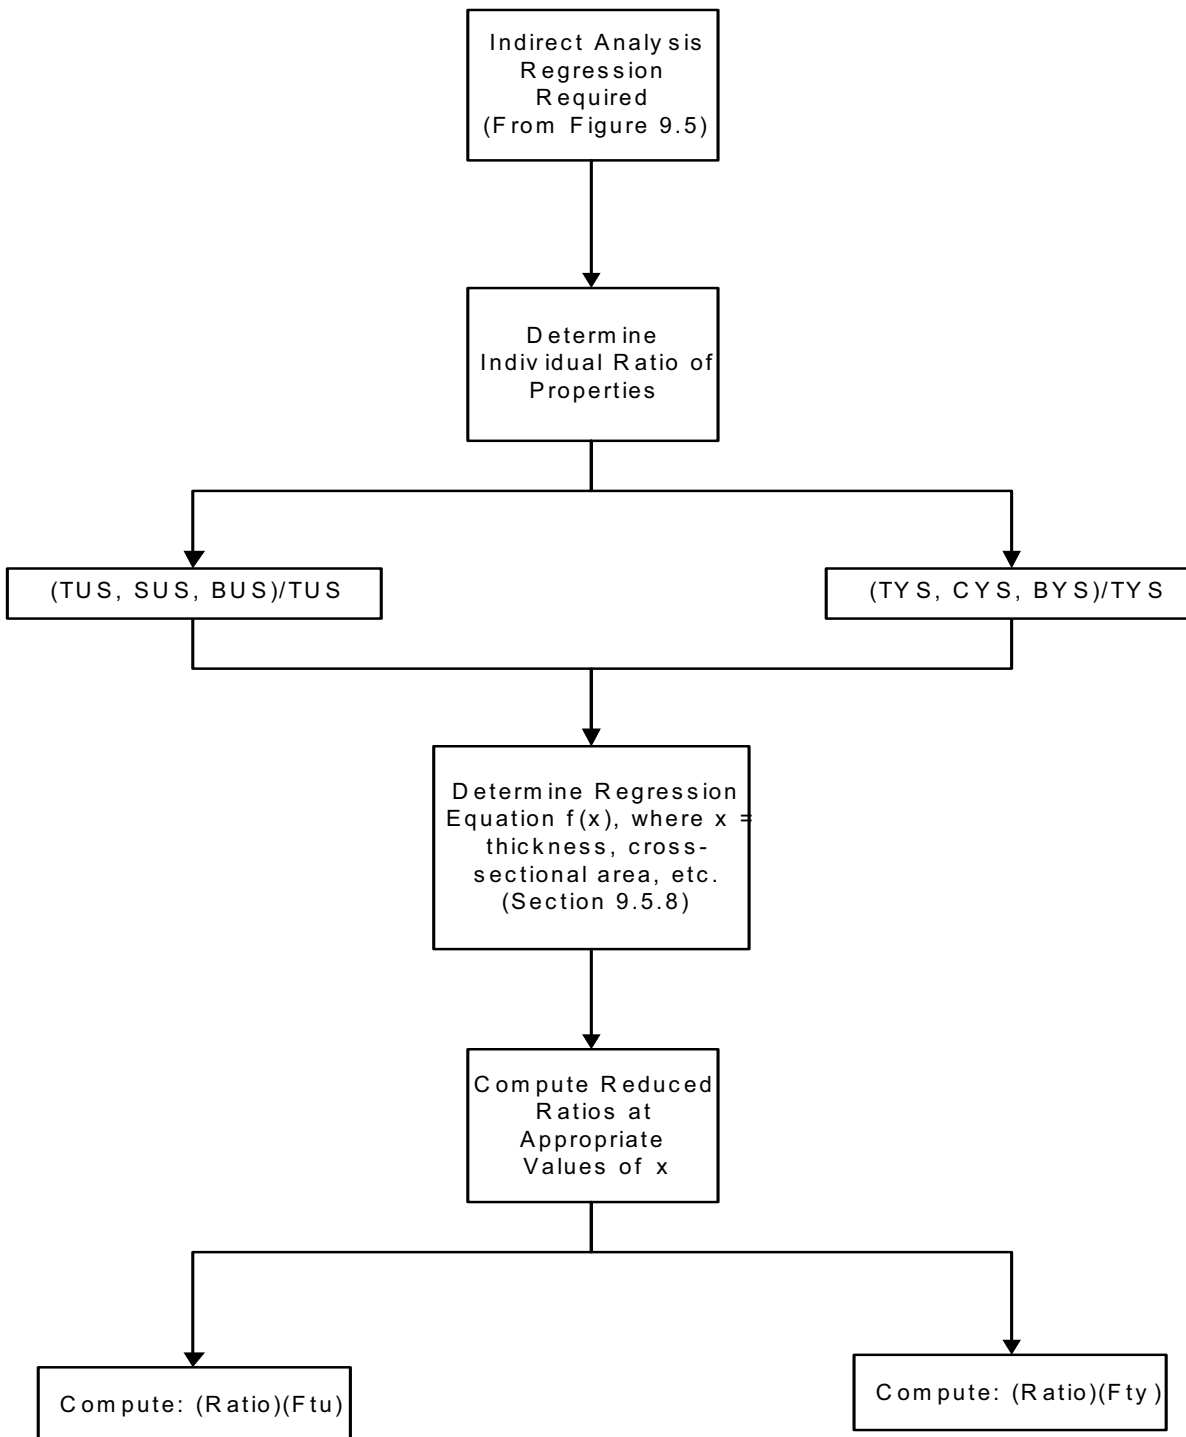 Indirect Analysis
Regression
Required
(From Figure 9.5)
Determine
Individual Ratio of
Properties
(TUS, SUS, BUS)/TUS
(TYS, CYS, BYS)/TYS
Determine Regression
Equation f(x), where x =
thickness, cross-
sectional area, etc.
(Section 9.5.8)
Compute Reduced
Ratios at
Appropriate
Values of x
Compute: (Ratio)(Ftu)
Compute: (Ratio)(Fty)